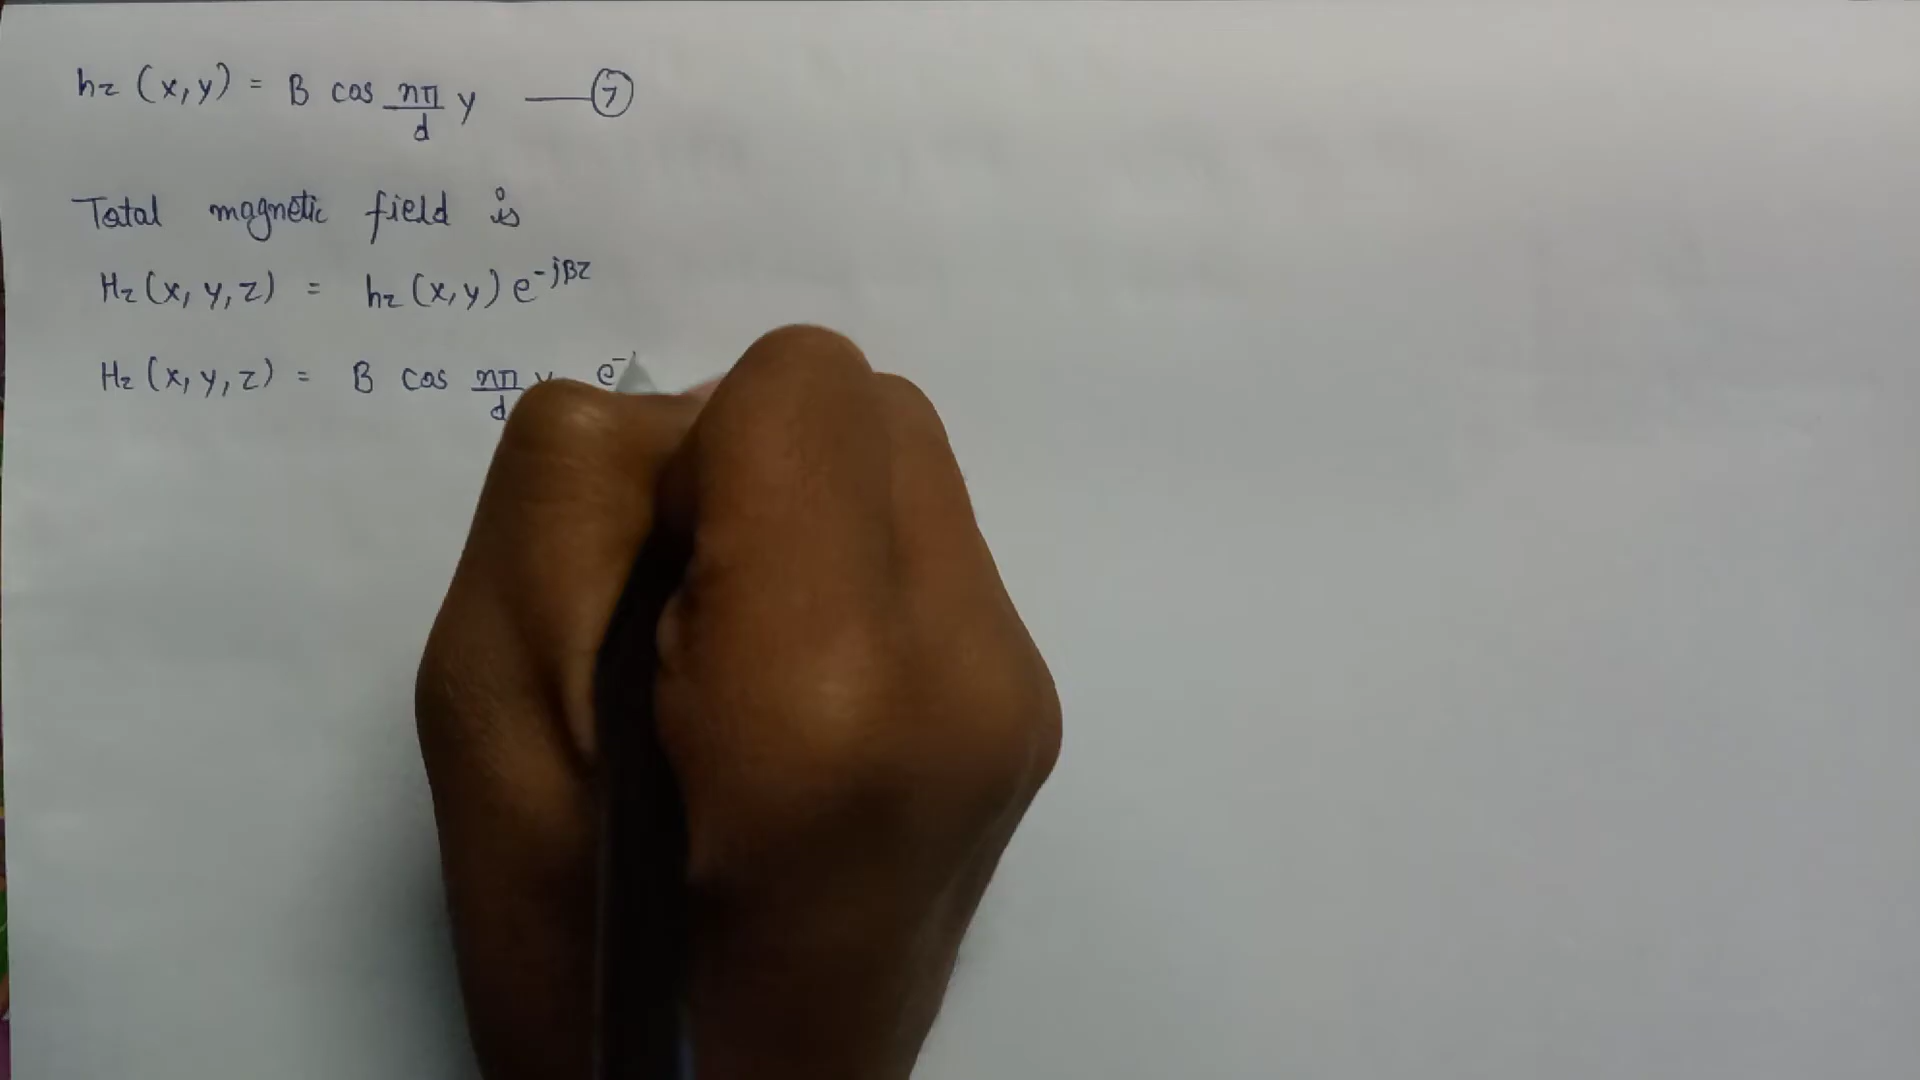 hz (x,y) = B cos nπ/d y —— ⑦
Total magnetic field is
Hz (x, y, z) = hz (x,y) e^-jβz
Hz (x, y, z) = B cos nπ/d y e^-